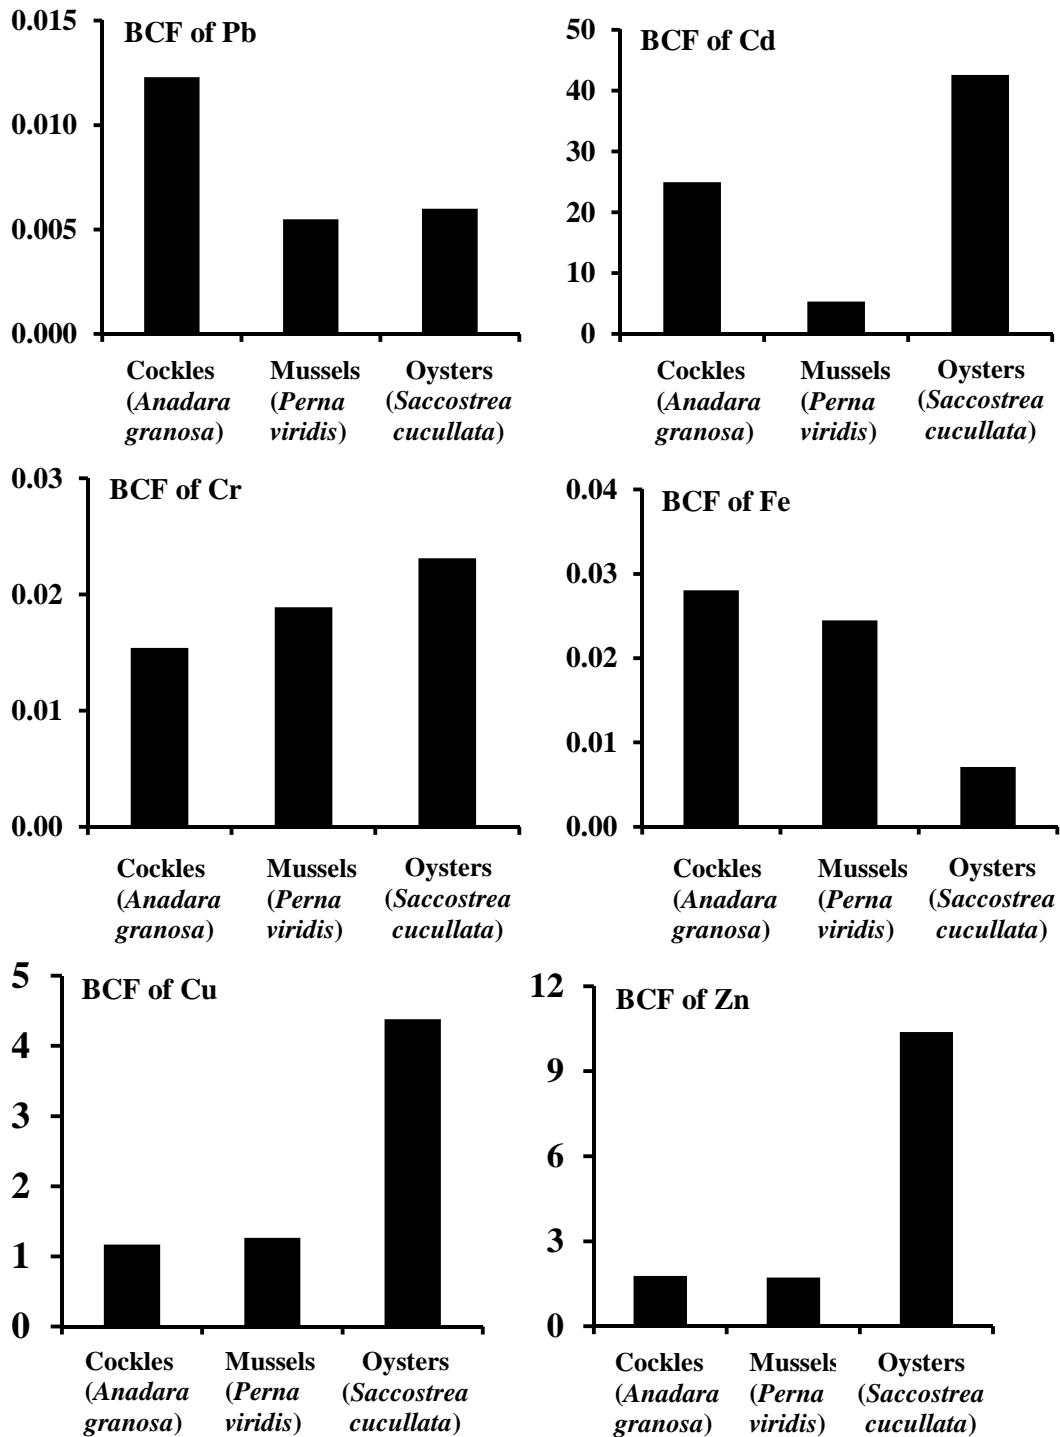 BCF of Pb
0.015
0.010
0.005
0.000
Cockles
(Anadara
granosa)
Mussels
(Perna
viridis)
Oysters
(Saccostrea
cucullata)
BCF of Cd
50
40
30
20
10
0
Cockles
(Anadara
granosa)
Mussels
(Perna
viridis)
Oysters
(Saccostrea
cucullata)
BCF of Cr
0.03
0.02
0.01
0.00
Cockles
(Anadara
granosa)
Mussels
(Perna
viridis)
Oysters
(Saccostrea
cucullata)
BCF of Fe
0.04
0.03
0.02
0.01
0.00
Cockles
(Anadara
granosa)
Mussels
(Perna
viridis)
Oysters
(Saccostrea
cucullata)
BCF of Cu
5
4
3
2
1
0
Cockles
(Anadara
granosa)
Mussels
(Perna
viridis)
Oysters
(Saccostrea
cucullata)
BCF of Zn
12
9
6
3
0
Cockles
(Anadara
granosa)
Mussels
(Perna
viridis)
Oysters
(Saccostrea
cucullata)